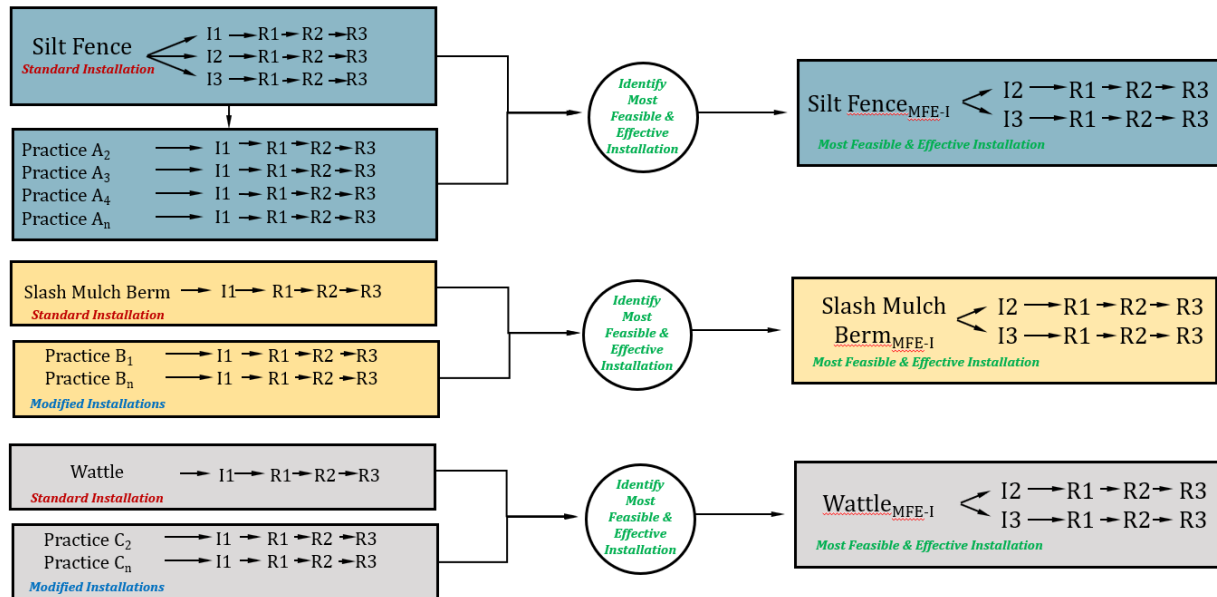 Silt Fence
Standard Installation
I1 R1 R2 R3
I2 R1 R2 R3
I3 R1 R2 R3
Practice A2 I1 R1 R2 R3
Practice A3 I1 R1 R2 R3
Practice A4 I1 R1 R2 R3
Practice An I1 R1 R2 R3
Identify
Most
Feasible &
Effective
Installation
Silt FenceMFE-I
I2 R1 R2 R3
I3 R1 R2 R3
Most Feasible & Effective Installation
Slash Mulch Berm I1 R1 R2 R3
Standard Installation
Practice B1 I1 R1 R2 R3
Practice Bn I1 R1 R2 R3
Modified Installations
Identify
Most
Feasible &
Effective
Installation
Slash Mulch
BermMFE-I
I2 R1 R2 R3
I3 R1 R2 R3
Most Feasible & Effective Installation
Wattle I1 R1 R2 R3
Standard Installation
Practice C2 I1 R1 R2 R3
Practice Cn I1 R1 R2 R3
Modified Installations
Identify
Most
Feasible &
Effective
Installation
WattleMFE-I
I2 R1 R2 R3
I3 R1 R2 R3
Most Feasible & Effective Installation